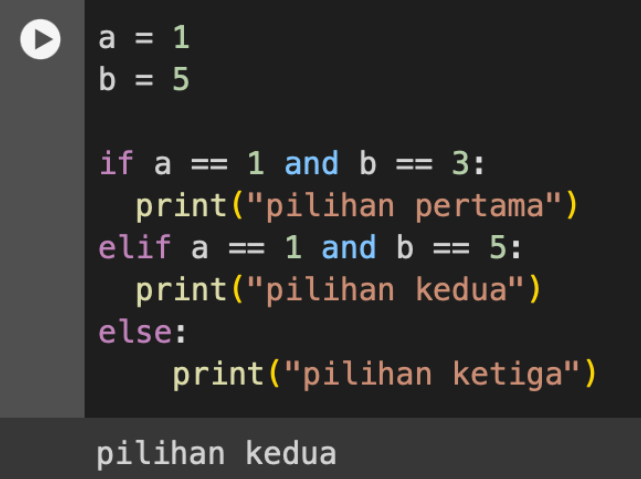 a = 1
b = 5
if a == 1 and b == 3:
  print("pilihan pertama")
elif a == 1 and b == 5:
  print("pilihan kedua")
else:
    print("pilihan ketiga")
pilihan kedua